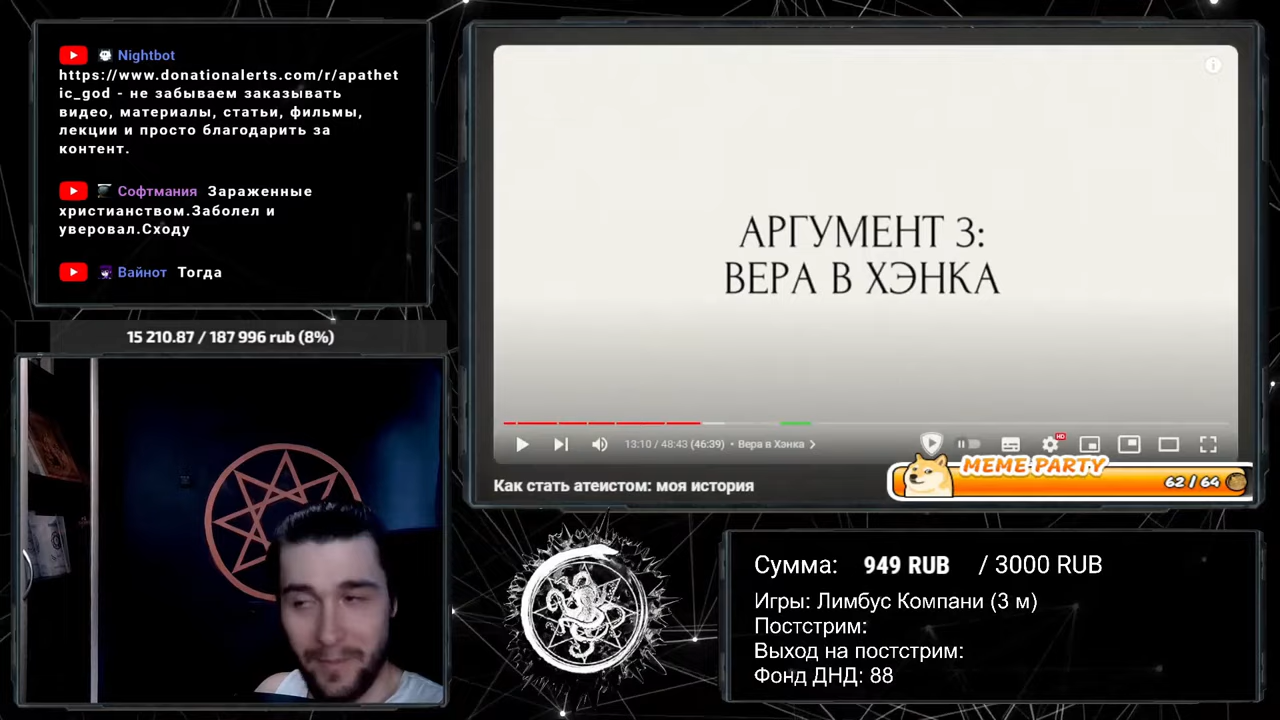 Nightbot
https://www.donationalerts.com/r/apathet
ic_god - не забываем заказывать
видео, материалы, статьи, фильмы,
лекции и просто благодарить за
контент.
Софтмания Зараженные
христианством.Заболел и
уверовал.Сходу
Вайнот Тогда
15 210.87 / 187 996 rub (8%)
АРГУМЕНТ 3:
ВЕРА В ХЭНКА
13:10 / 48:43 (46:39) • Вера в Хэнка
HD
Как стать атеистом: моя история
MEME PARTY
62 / 64
Сумма: 949 RUB / 3000 RUB
Игры: Лимбус Компани (3 м)
Постстрим:
Выход на постстрим:
Фонд ДНД: 88